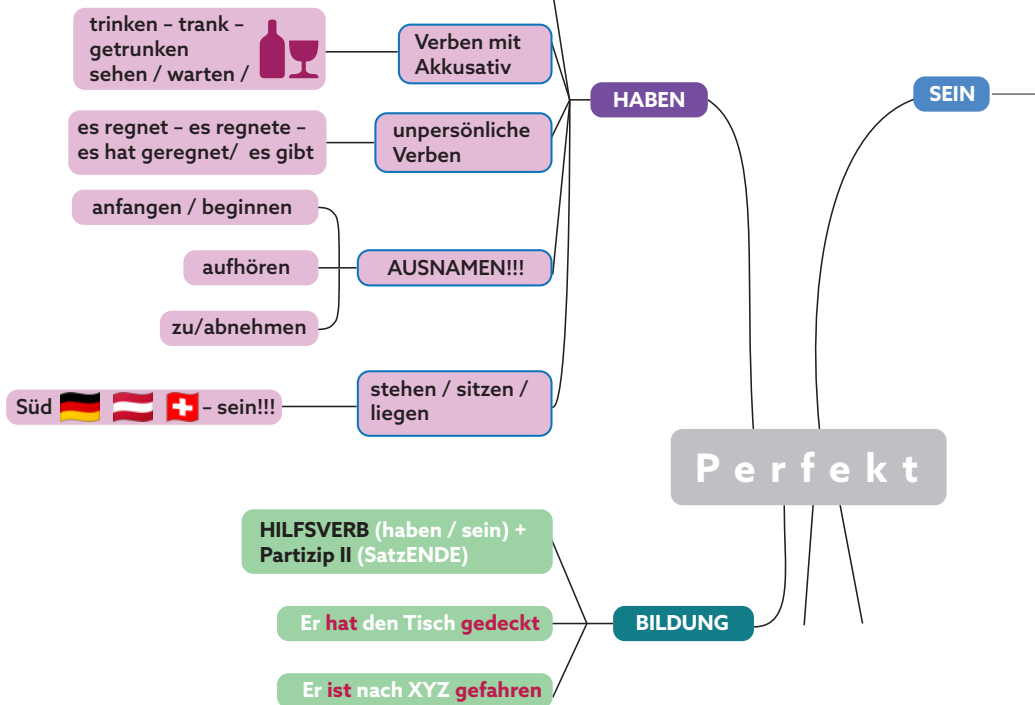 trinken – trank –
getrunken
sehen / warten /
Verben mit
Akkusativ
HABEN
SEIN
es regnet – es regnete –
es hat geregnet/ es gibt
unpersönliche
Verben
anfangen / beginnen
aufhören
AUSNAMEN!!!
zu/abnehmen
Süd – sein!!!
stehen / sitzen /
liegen
Perfekt
HILFSVERB (haben / sein) +
Partizip II (SatzENDE)
Er hat den Tisch gedeckt
BILDUNG
Er ist nach XYZ gefahren